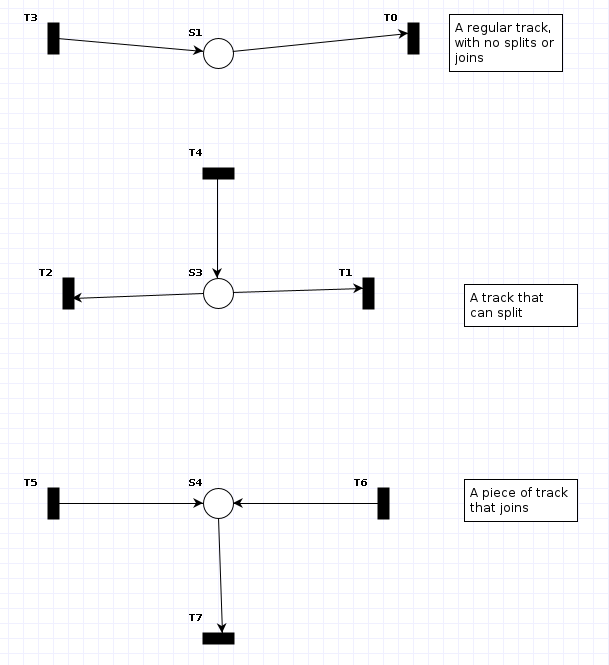 T3
S1
T0
A regular track,
with no splits or
joins
T4
T2
S3
T1
A track that
can split
T5
S4
T6
A piece of track
that joins
T7